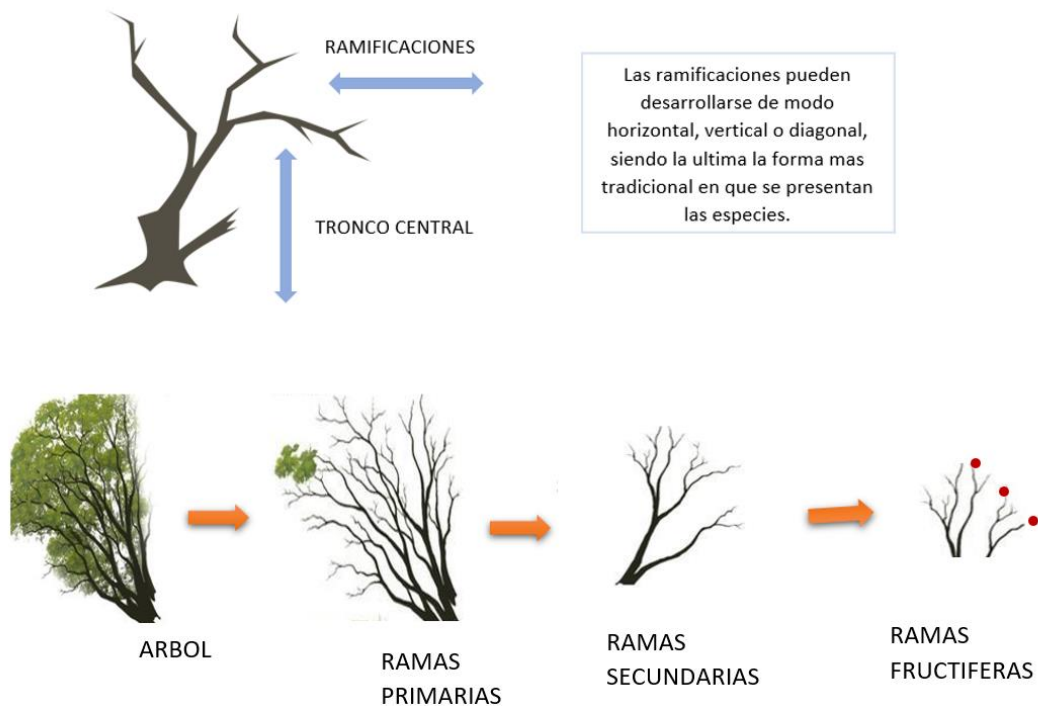 RAMIFICACIONES
Las ramificaciones pueden
desarrollarse de modo
horizontal, vertical o diagonal,
siendo la ultima la forma mas
tradicional en que se presentan
las especies.
TRONCO CENTRAL
ARBOL
RAMAS
PRIMARIAS
RAMAS
SECUNDARIAS
RAMAS
FRUCTIFERAS